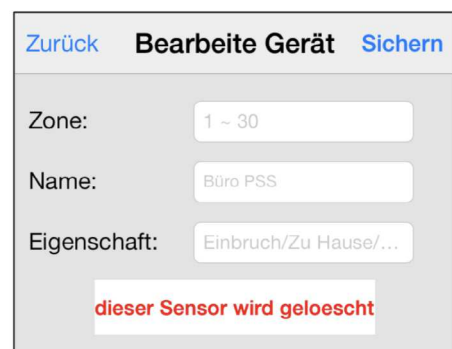 Zurück Bearbeite Gerät Sichern
Zone: 1 ~ 30
Name: Büro PSS
Eigenschaft: Einbruch/Zu Hause/...
dieser Sensor wird geloescht